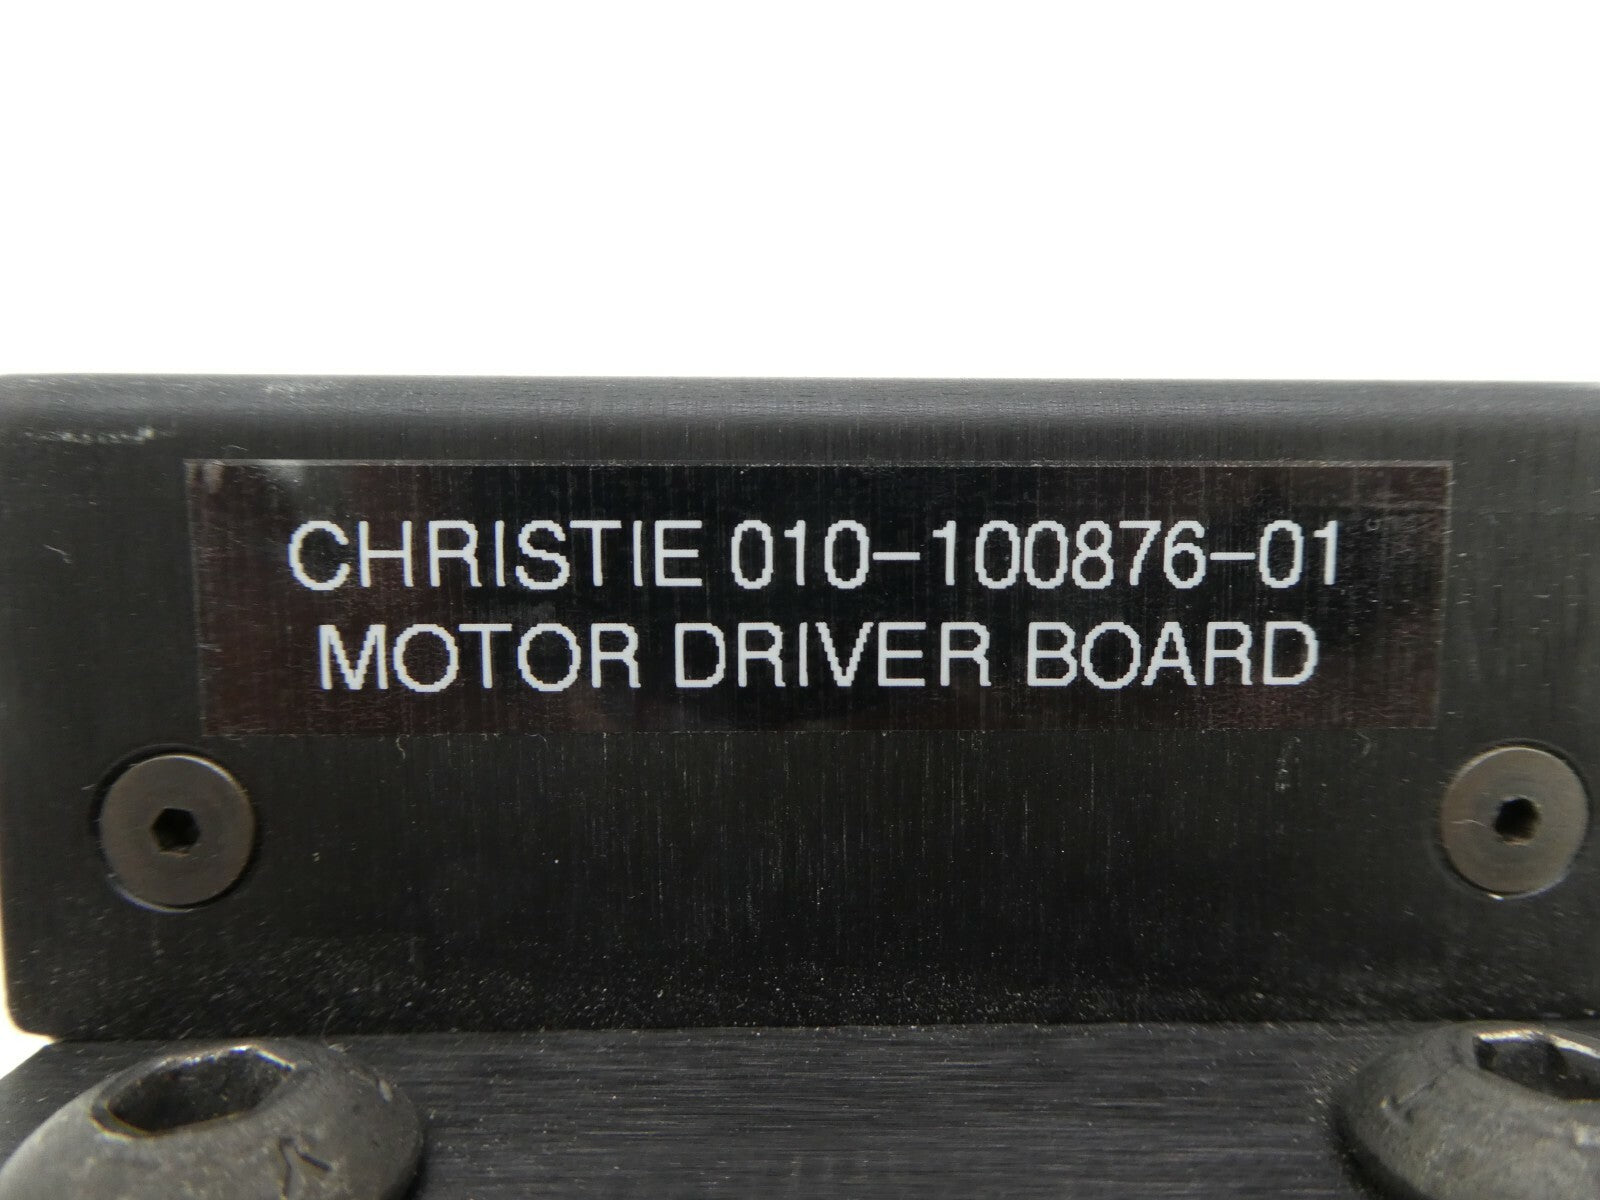 CHRISTIE 010-100876-01
MOTOR DRIVER BOARD